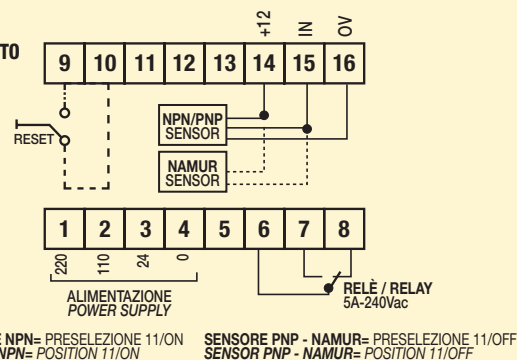 +12 IN 0V
TO
9 10 11 12 13 14 15 16
RESET
NPN/PNP
SENSOR
NAMUR
SENSOR
1 2 3 4 5 6 7 8
220 110 24 0
ALIMENTAZIONE
POWER SUPPLY
RELÈ / RELAY
5A-240Vac
E NPN= PRESELEZIONE 11/ON SENSORE PNP - NAMUR= PRESELEZIONE 11/OFF
NPN= POSITION 11/ON SENSOR PNP - NAMUR= POSITION 11/OFF